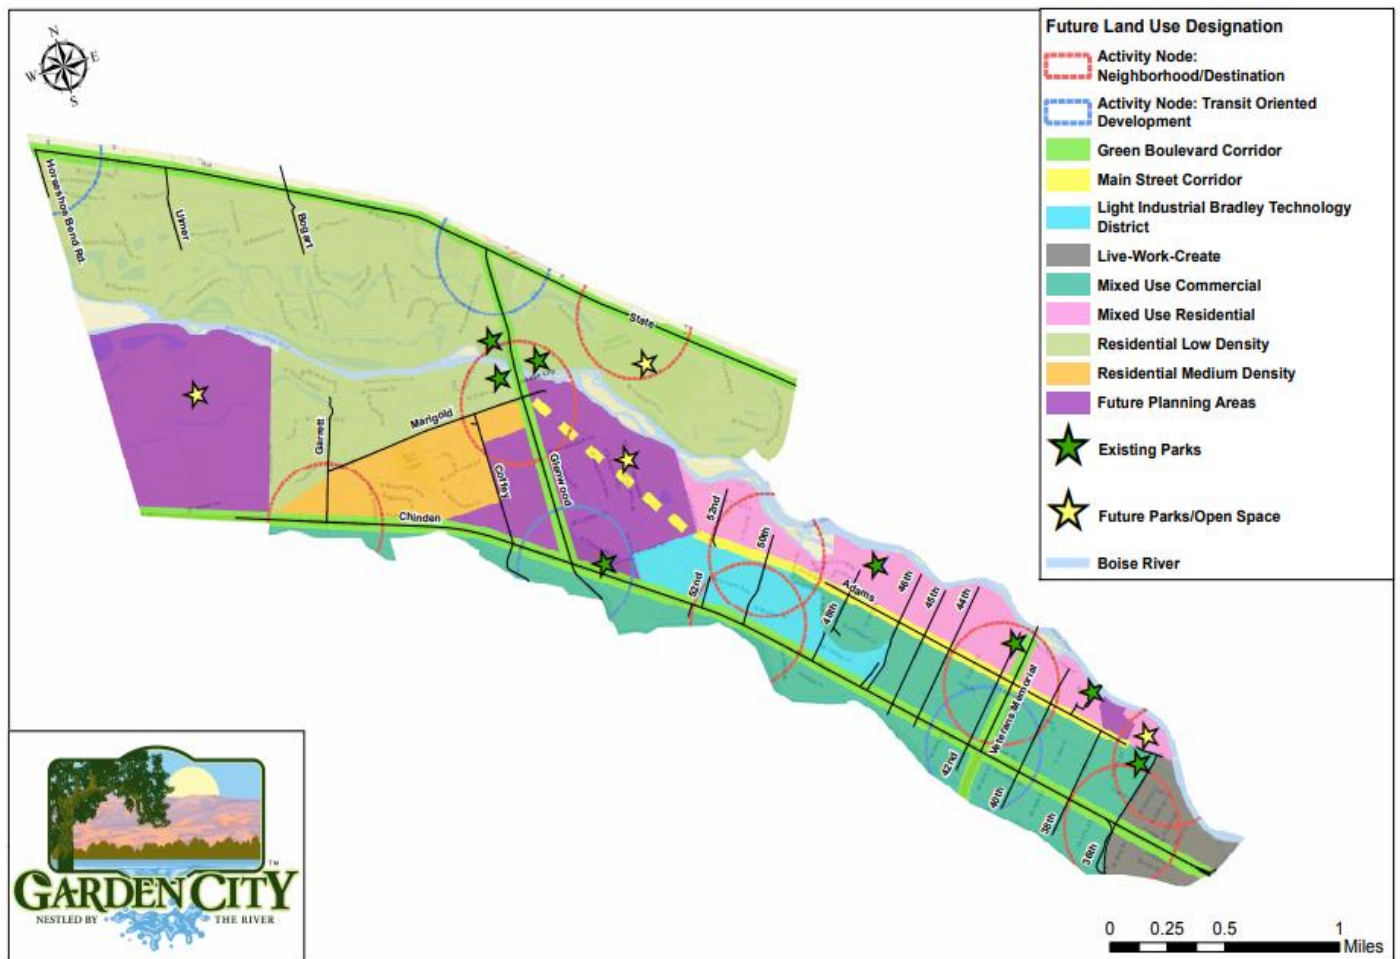 N
E
W
S
Future Land Use Designation
Activity Node:
Neighborhood/Destination
Activity Node: Transit Oriented
Development
Green Boulevard Corridor
Main Street Corridor
Light Industrial Bradley Technology
District
Live-Work-Create
Mixed Use Commercial
Mixed Use Residential
Residential Low Density
Residential Medium Density
Future Planning Areas
Existing Parks
Future Parks/Open Space
Boise River
Horseshoe Bend Rd.
Ulmer
Bogart
State
Garrett
Marigold
Coffey
Glenwood
Chinden
52nd
50th
52nd
48th
Adams
46th
45th
44th
Veterans Memorial
42nd
40th
38th
36th
GARDEN CITY
TM
NESTLED BY THE RIVER
0 0.25 0.5 1
Miles